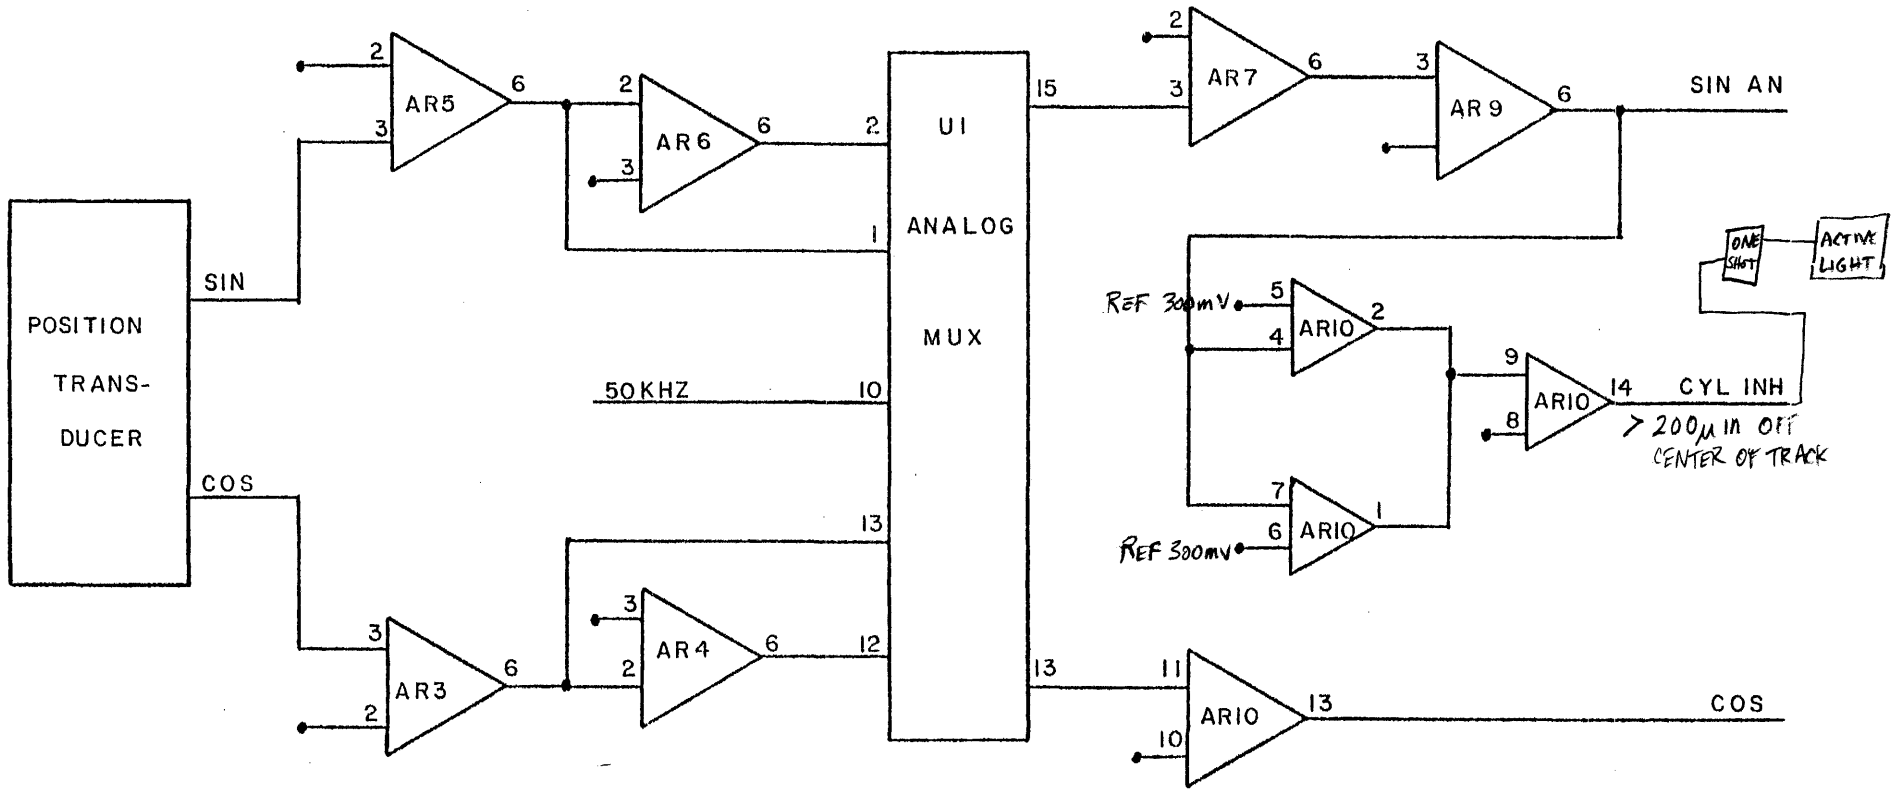 POSITION
TRANS-
DUCER
SIN
COS
2
3
AR5
6
2
3
AR6
6
2
1
50KHZ
10
13
3
2
AR3
6
3
2
AR4
6
12
U1
ANALOG
MUX
15
13
2
3
AR7
6
3
AR9
6
SIN AN
REF 300mV
5
4
AR10
2
7
6
REF 300mV
AR10
1
9
8
AR10
14
CYL INH
> 200μ in OFF
CENTER OF TRACK
ONE
SHOT
ACTIVE
LIGHT
11
10
AR10
13
COS